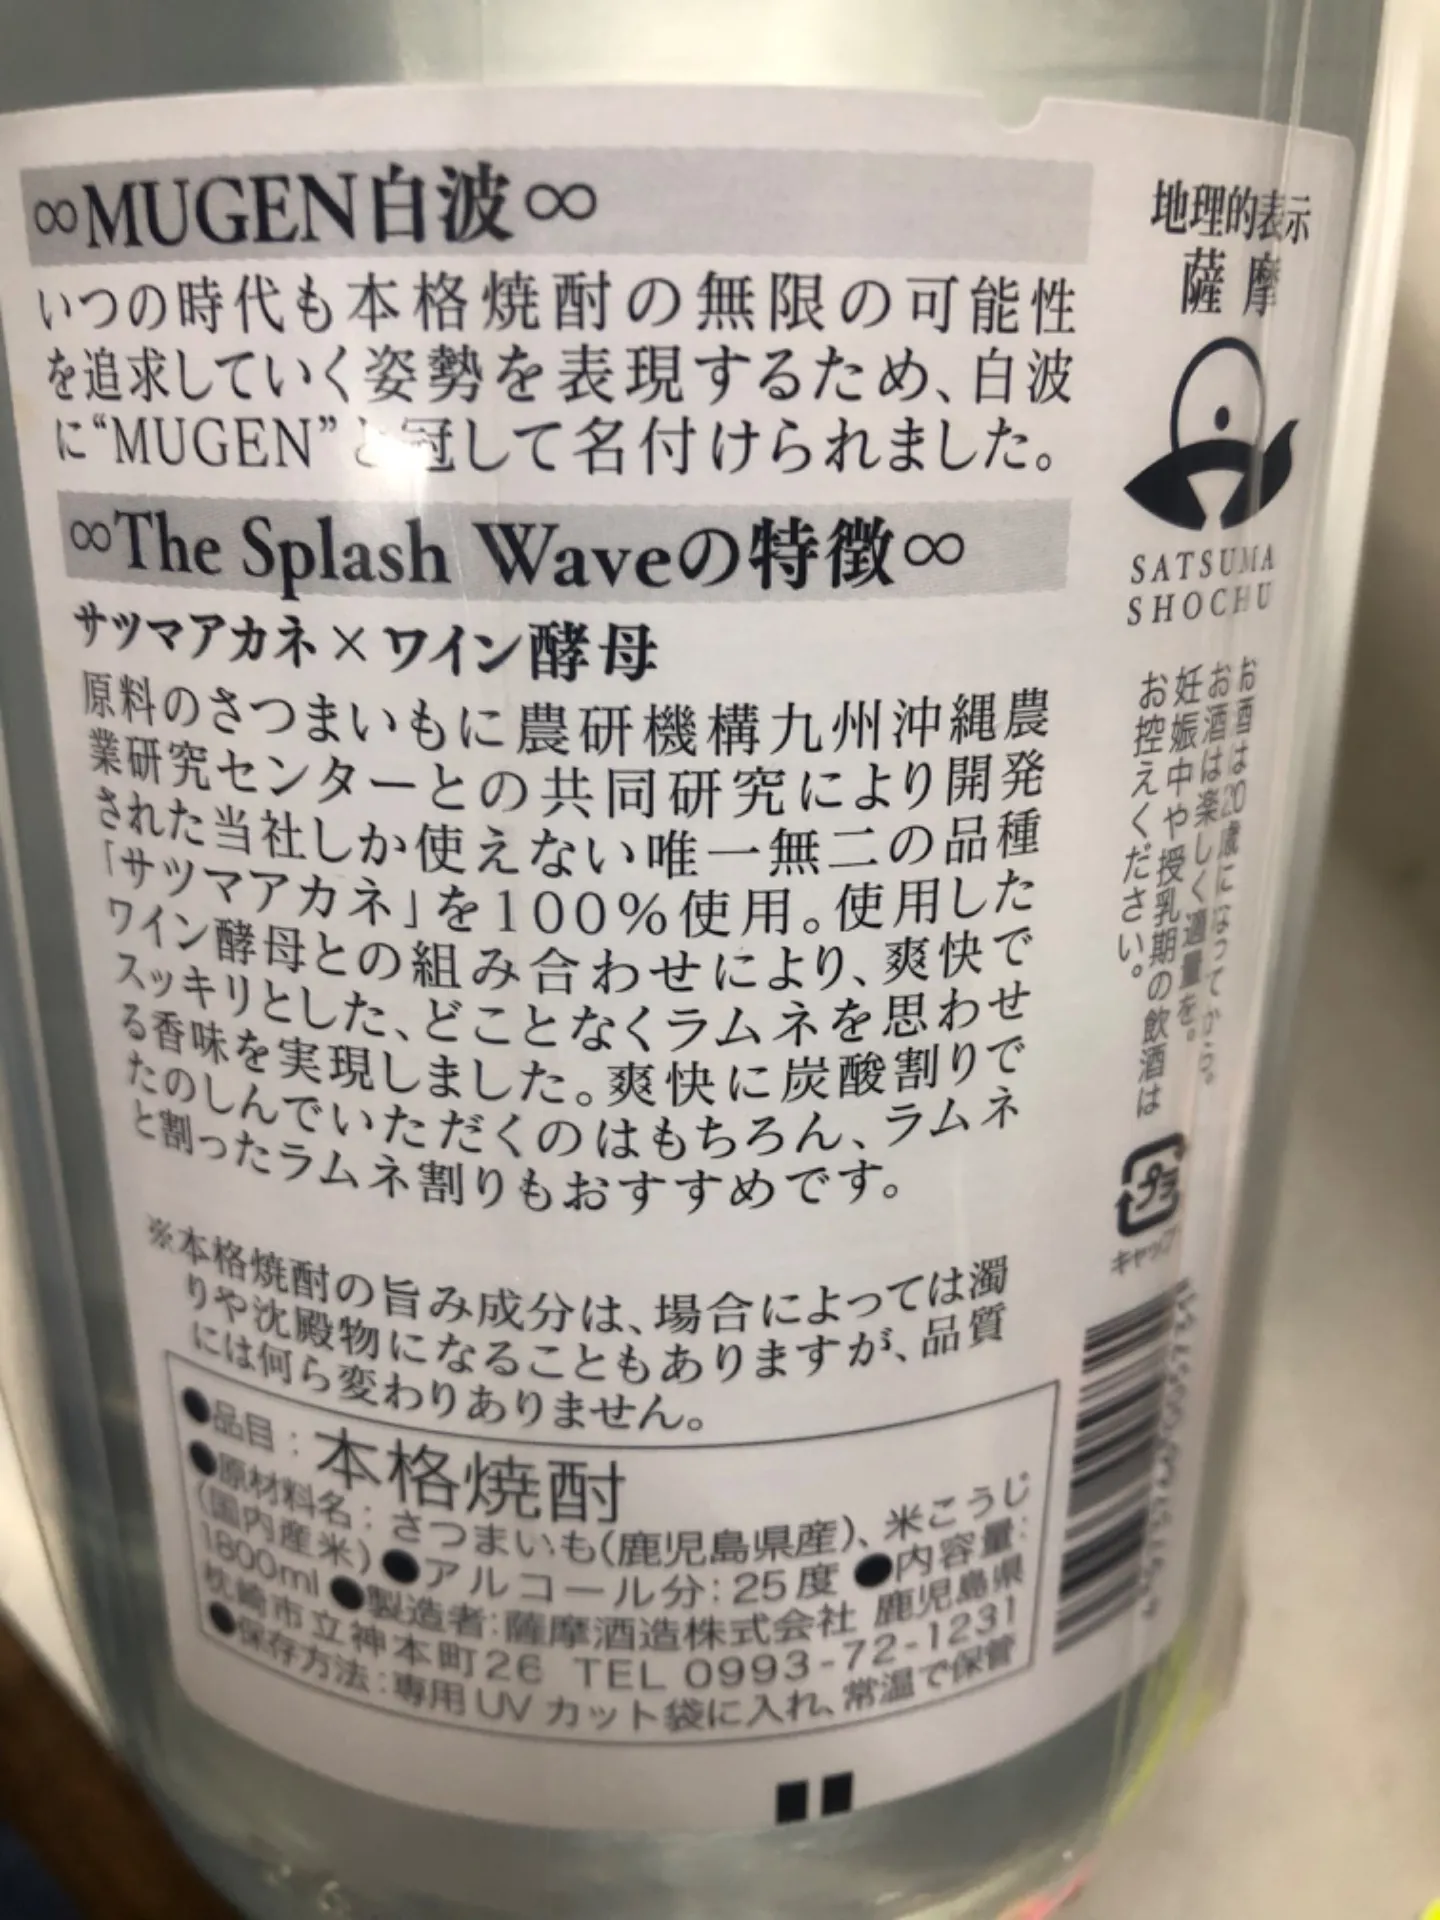 ∞MUGEN白波∞
いつの時代も本格焼酎の無限の可能性
を追求していく姿勢を表現するため、白波
に“MUGEN”と冠して名付けられました。
∞The Splash Waveの特徴∞
サツマアカネ×ワイン酵母
原料のさつまいもに農研機構九州沖縄農
業研究センターとの共同研究により開発
された当社しか使えない唯一無二の品種
「サツマアカネ」を100%使用。使用した
ワイン酵母との組み合わせにより、爽快で
スッキリとした、どことなくラムネを思わせ
る香味を実現しました。爽快に炭酸割りで
たのしんでいただくのはもちろん、ラムネ
と割ったラムネ割りもおすすめです。
※本格焼酎の旨み成分は、場合によっては濁
りや沈殿物になることもありますが、品質
には何ら変わりありません。
●品目：本格焼酎
●原材料名：さつまいも(鹿児島県産)、米こうじ
(国内産米) ●アルコール分：25度 ●内容量：
1800ml ●製造者：薩摩酒造株式会社 鹿児島県
枕崎市立神本町26 TEL 0993-72-1231
●保存方法：専用UVカット袋に入れ、常温で保管
地理的表示
薩摩
SATSUMA
SHOCHU
お酒は20歳になってから。
お酒は楽しく適量を。
妊娠中や授乳期の飲酒は
お控えください。
プラ
キャップ